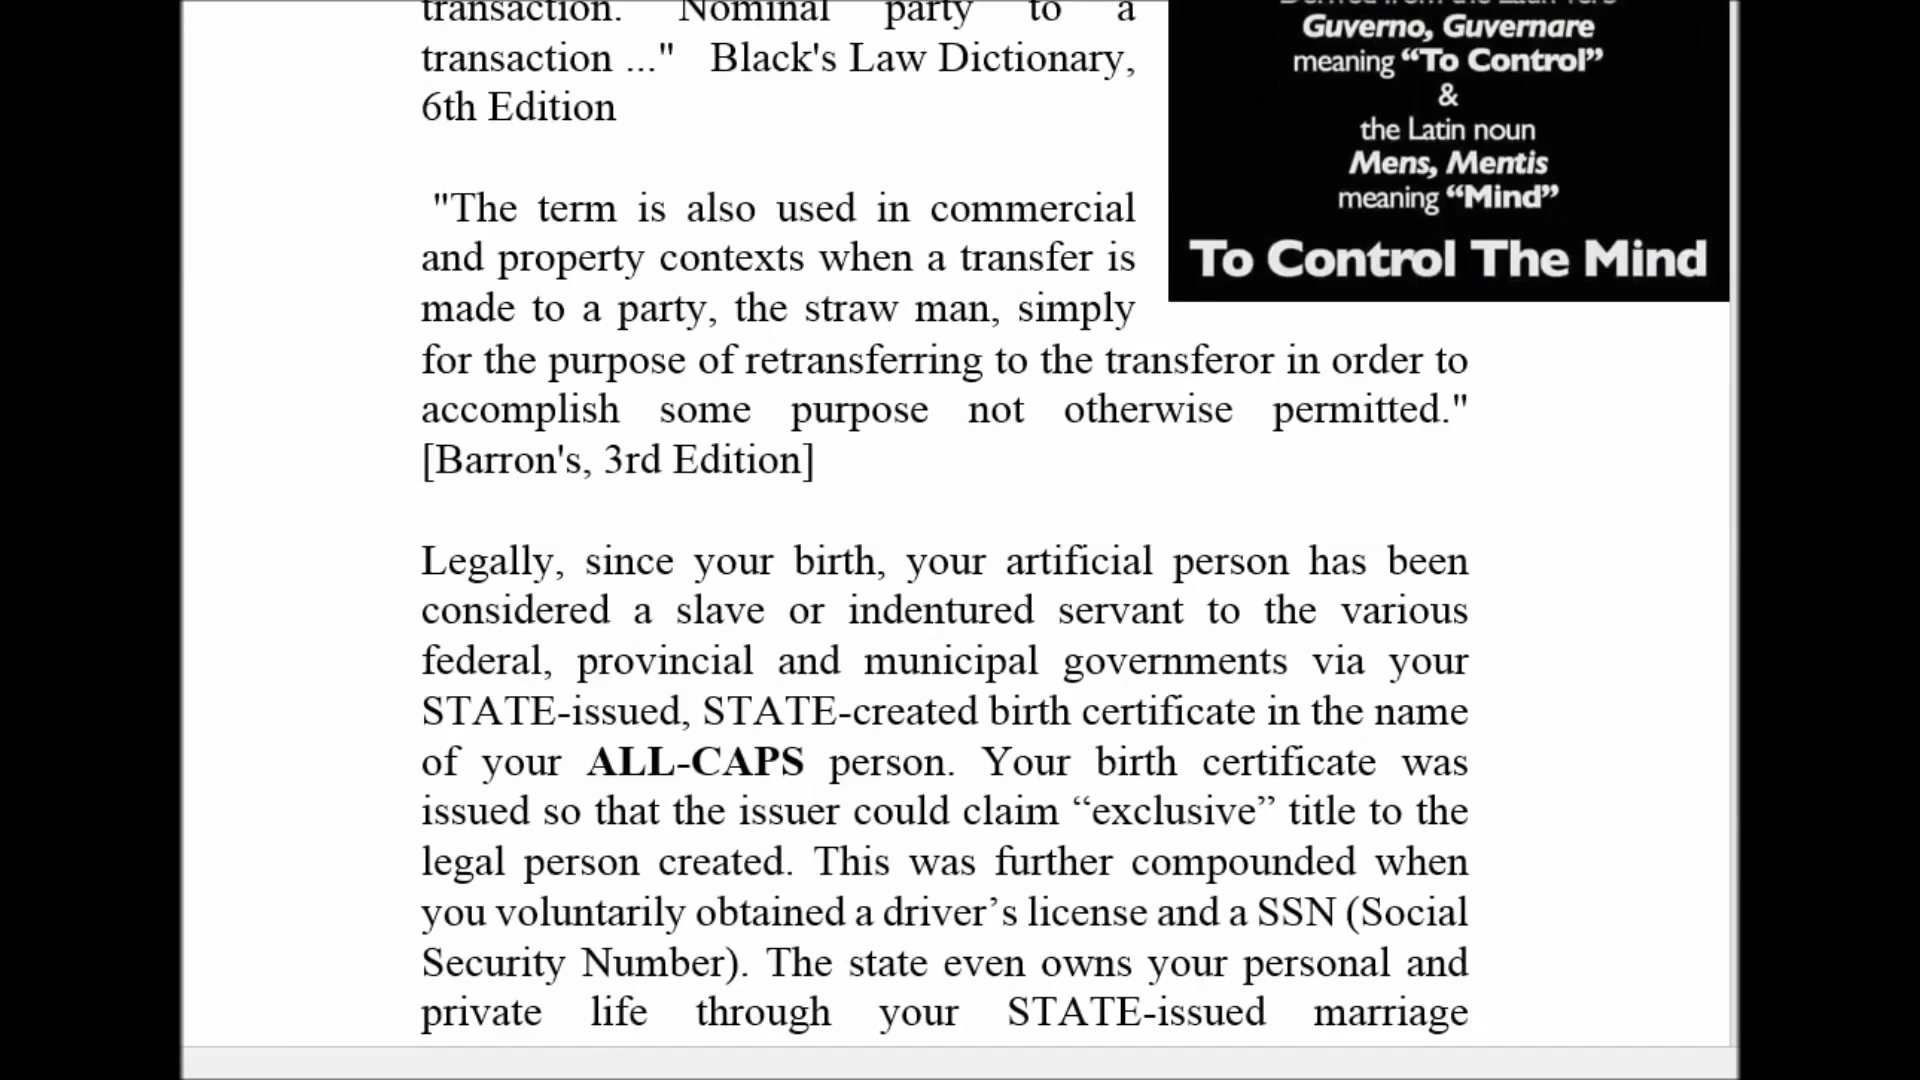 transaction. Nominal party to a
transaction ..." Black's Law Dictionary,
6th Edition
"The term is also used in commercial
and property contexts when a transfer is
made to a party, the straw man, simply
for the purpose of retransferring to the transferor in order to
accomplish some purpose not otherwise permitted."
[Barron's, 3rd Edition]
Legally, since your birth, your artificial person has been
considered a slave or indentured servant to the various
federal, provincial and municipal governments via your
STATE-issued, STATE-created birth certificate in the name
of your ALL-CAPS person. Your birth certificate was
issued so that the issuer could claim “exclusive” title to the
legal person created. This was further compounded when
you voluntarily obtained a driver’s license and a SSN (Social
Security Number). The state even owns your personal and
private life through your STATE-issued marriage
Guverno, Guvernare
meaning “To Control”
&
the Latin noun
Mens, Mentis
meaning “Mind”
To Control The Mind